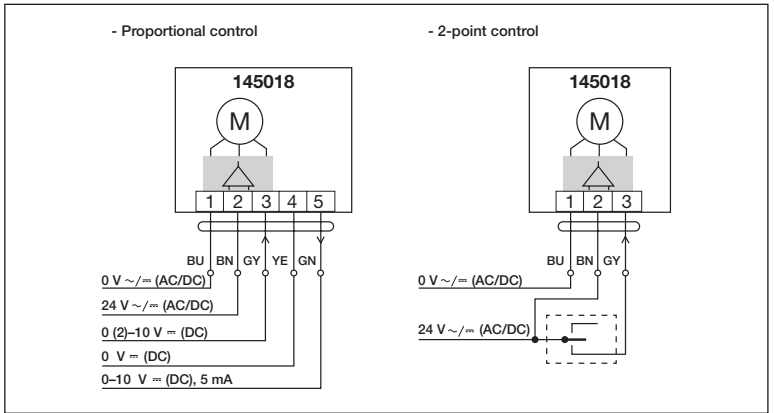 - Proportional control
- 2-point control
145018
M
1 2 3 4 5
BU BN GY YE GN
0 V ~/⎓ (AC/DC)
24 V ~/⎓ (AC/DC)
0 (2)–10 V ⎓ (DC)
0 V ⎓ (DC)
0–10 V ⎓ (DC), 5 mA
145018
M
1 2 3
BU BN GY
0 V ~/⎓ (AC/DC)
24 V ~/⎓ (AC/DC)